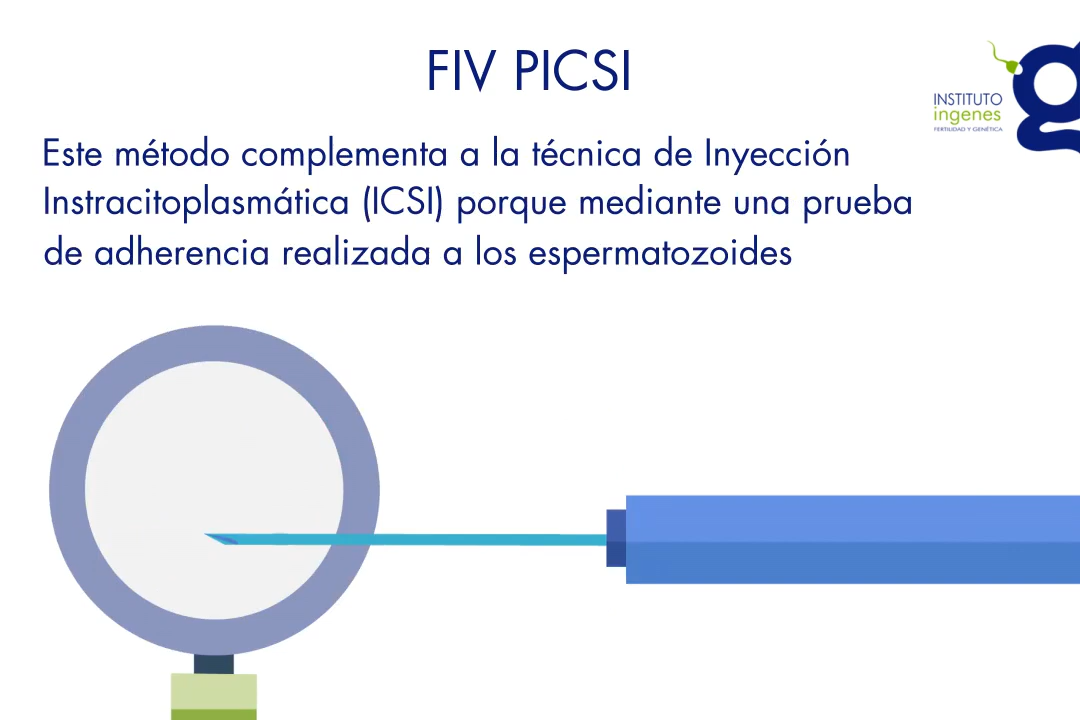 FIV PICSI
INSTITUTO
ingenes
FERTILIDAD Y GENÉTICA
Este método complementa a la técnica de Inyección
Instracitoplasmática (ICSI) porque mediante una prueba
de adherencia realizada a los espermatozoides